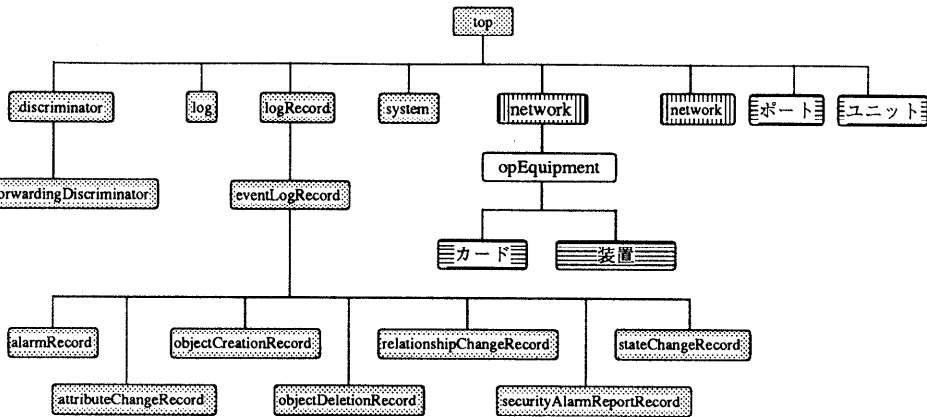 top
discriminator
log
logRecord
system
network
network
ポート
ユニット
opEquipment
orwardingDiscriminator
eventLogRecord
カード
装置
alarmRecord
objectCreationRecord
relationshipChangeRecord
stateChangeRecord
attributeChangeRecord
objectDeletionRecord
securityAlarmReportRecord